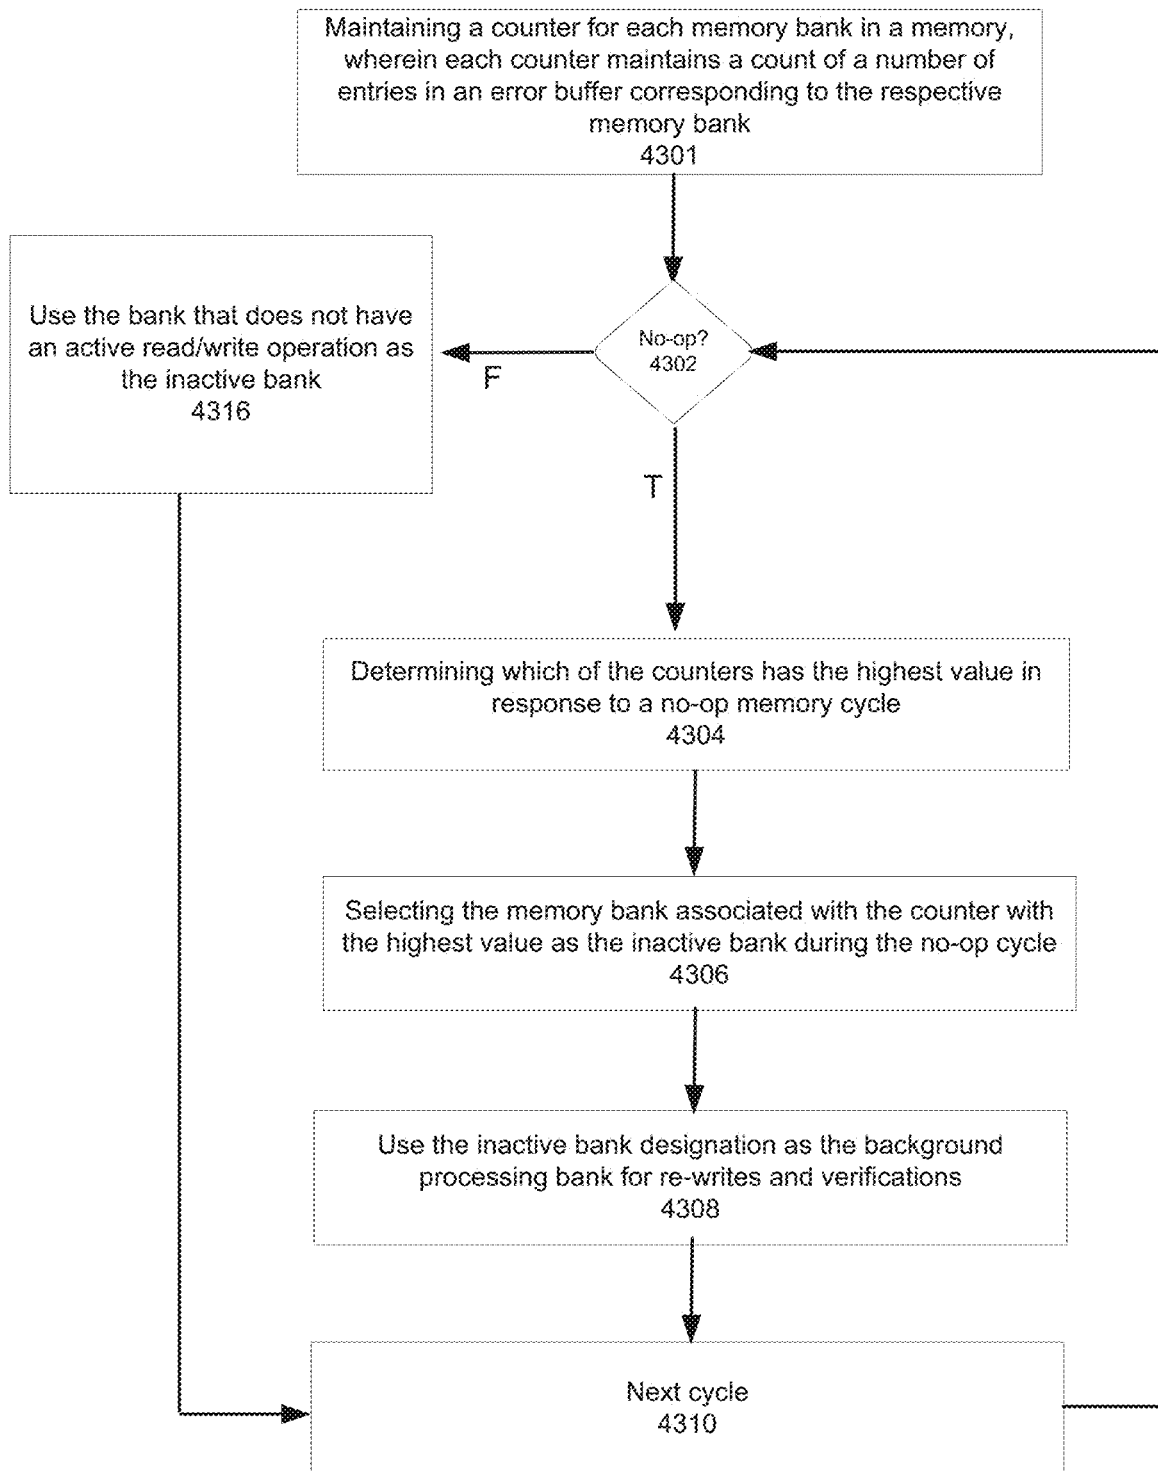 Maintaining a counter for each memory bank in a memory,
wherein each counter maintains a count of a number of
entries in an error buffer corresponding to the respective
memory bank
4301
Use the bank that does not have
an active read/write operation as
the inactive bank
4316
No-op?
4302
F
T
Determining which of the counters has the highest value in
response to a no-op memory cycle
4304
Selecting the memory bank associated with the counter with
the highest value as the inactive bank during the no-op cycle
4306
Use the inactive bank designation as the background
processing bank for re-writes and verifications
4308
Next cycle
4310